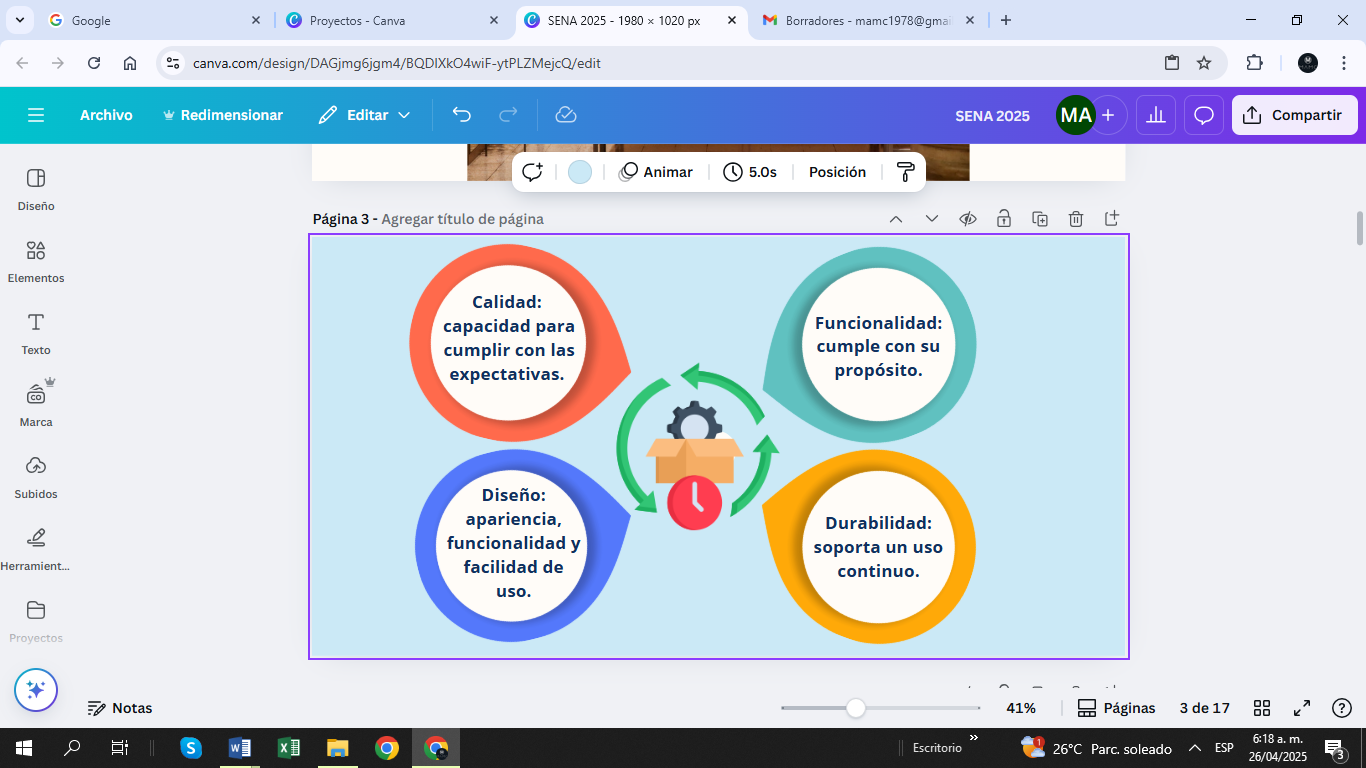 Google
Proyectos - Canva
SENA 2025 - 1980 × 1020 px
Borradores - mamc1978@gmai
canva.com/design/DAGjmg6jgm4/BQDlXkO4wiF-ytPLZMejcQ/edit
Archivo
Redimensionar
Editar
SENA 2025
MA
Compartir
Animar
5.0s
Posición
Diseño
Elementos
Texto
Marca
Subidos
Herramient...
Proyectos
Página 3 - Agregar título de página
Calidad:
capacidad para
cumplir con las
expectativas.
Funcionalidad:
cumple con su
propósito.
Diseño:
apariencia,
funcionalidad y
facilidad de
uso.
Durabilidad:
soporta un uso
continuo.
Notas
41%
Páginas
3 de 17
Escritorio
1
26°C Parc. soleado
ESP
6:18 a. m.
26/04/2025
3